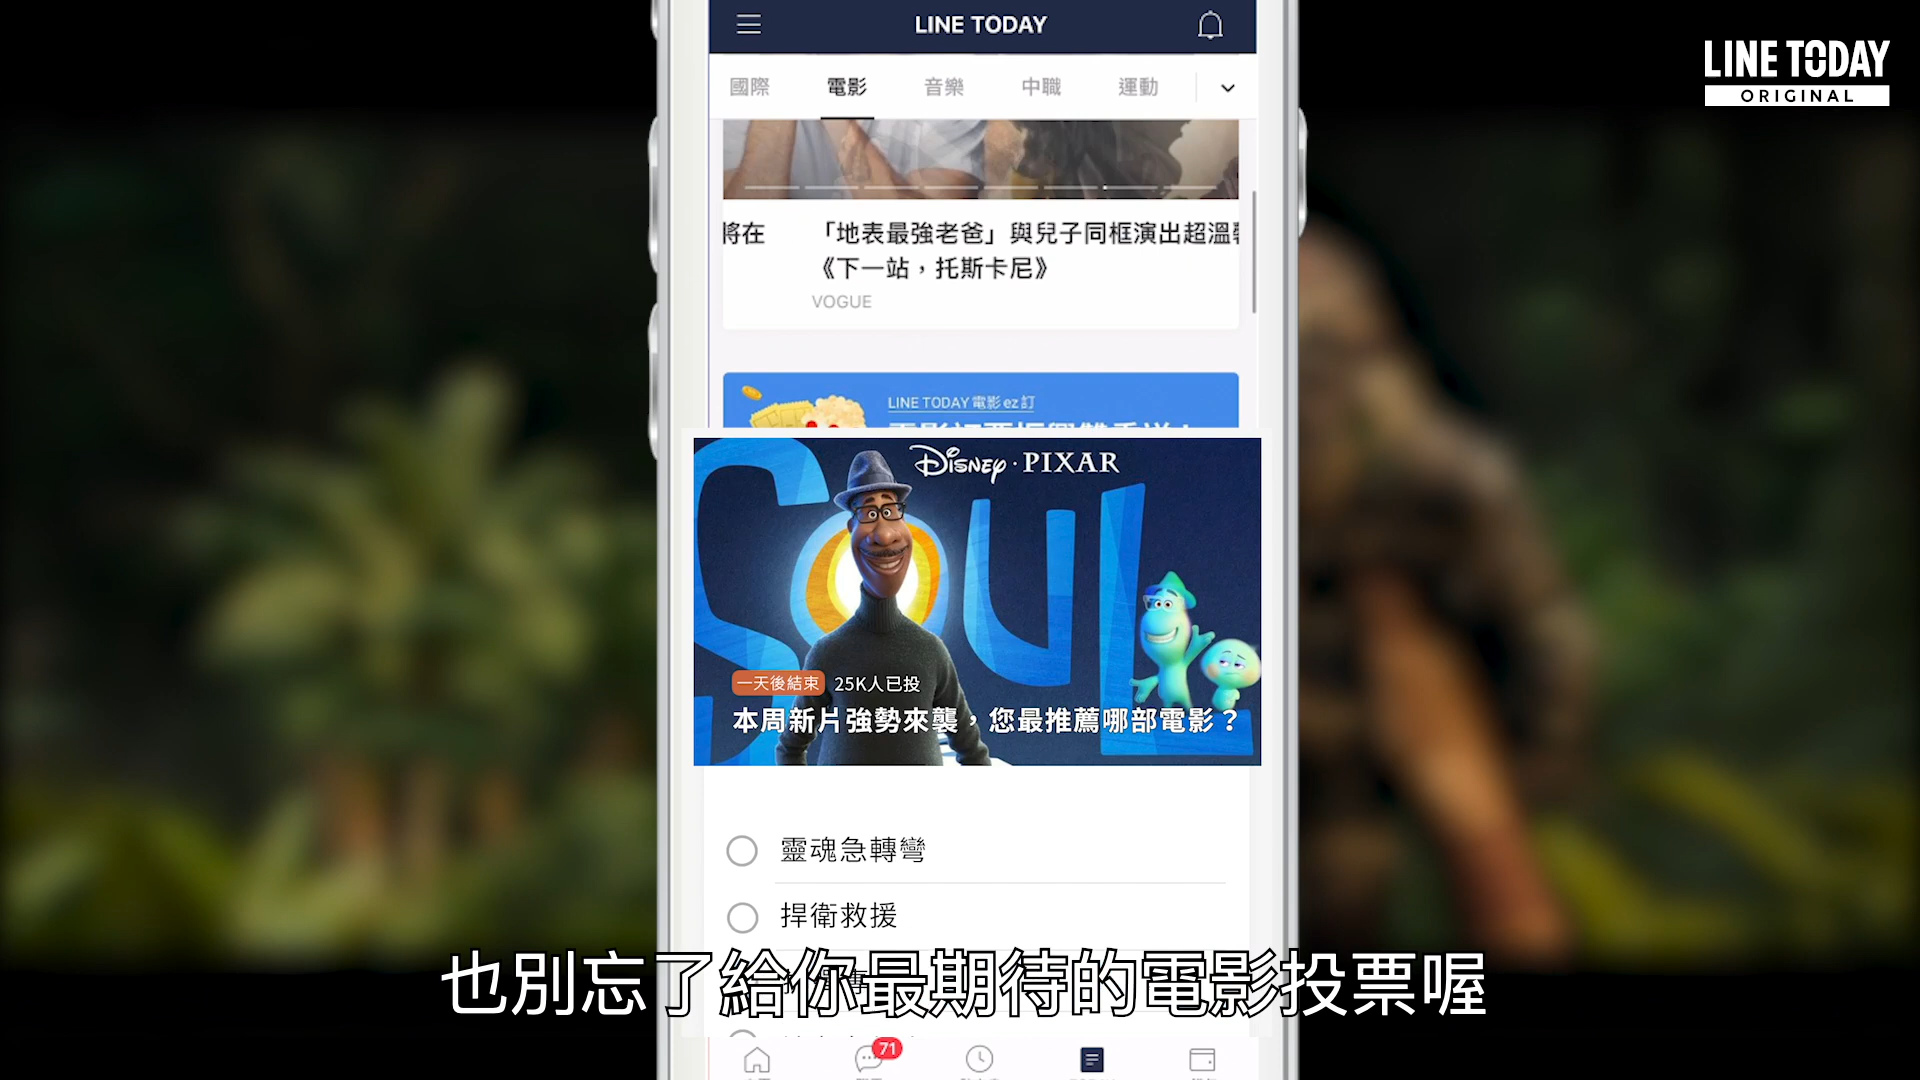 LINE TODAY
LINE TODAY
ORIGINAL
國際 電影 音樂 中職 運動
將在
「地表最強老爸」與兒子同框演出超溫
《下一站，托斯卡尼》
VOGUE
LINE TODAY 電影 ez訂
DISNEY · PIXAR
SOUL
一天後結束 25K人已投
本周新片強勢來襲，您最推薦哪部電影？
靈魂急轉彎
捍衛救援
也別忘了給你最期待的電影投票喔
71